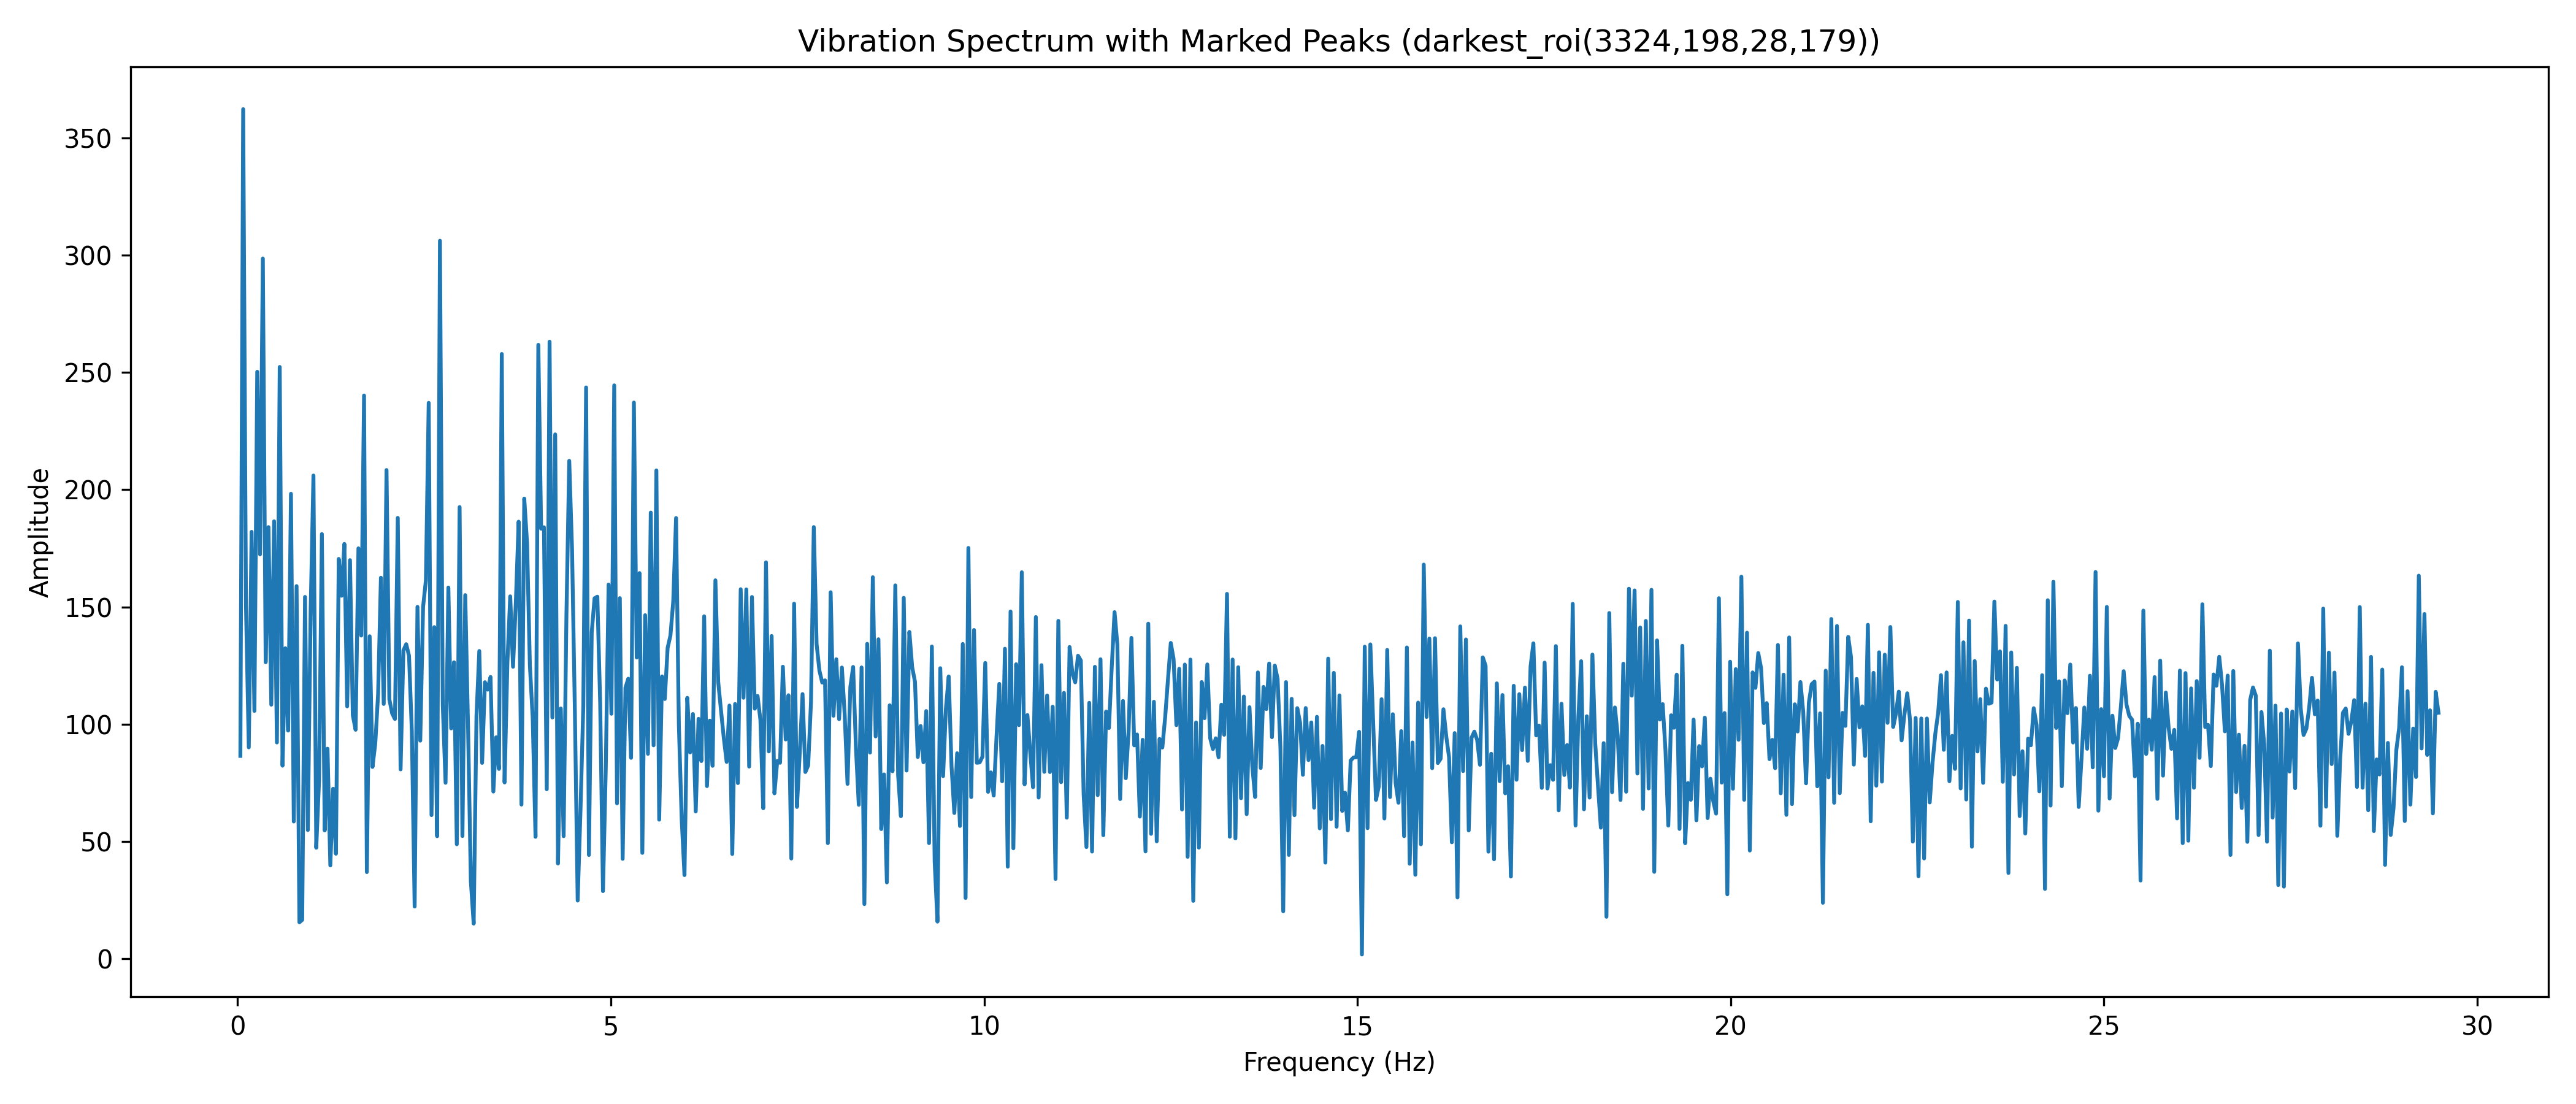 Vibration Spectrum with Marked Peaks (darkest_roi(3324,198,28,179))
350
300
250
200
150
100
50
0
Amplitude
0 5 10 15 20 25 30
Frequency (Hz)